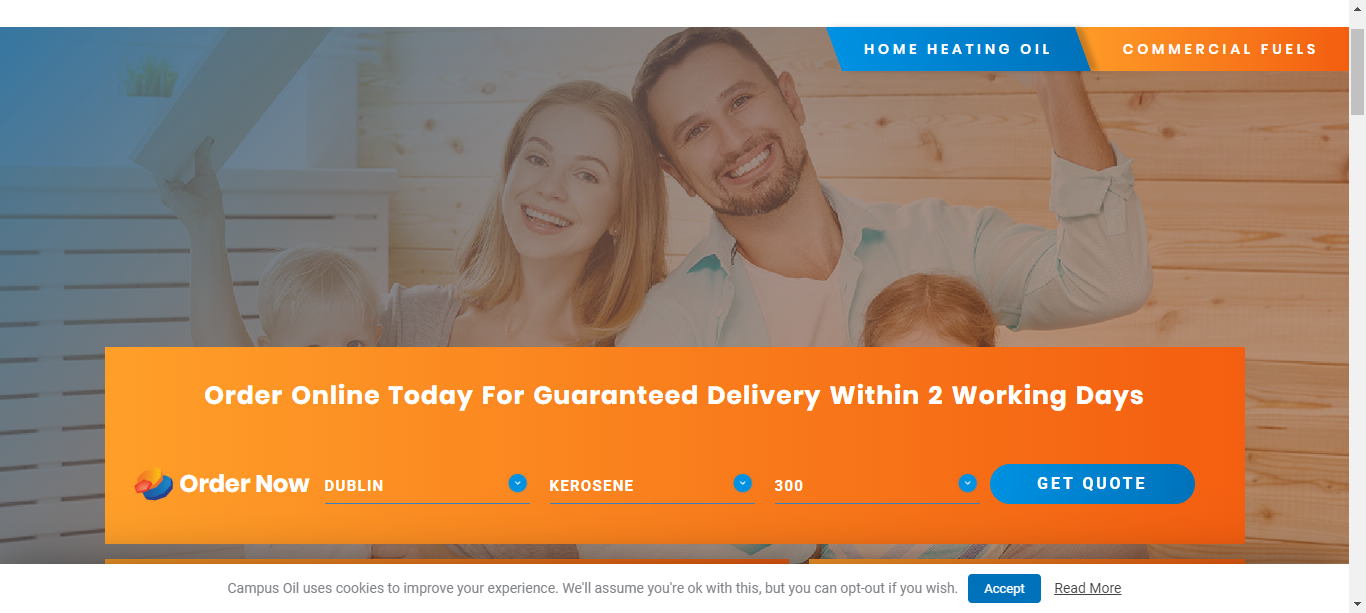 HOME HEATING OIL
COMMERCIAL FUELS
Order Online Today For Guaranteed Delivery Within 2 Working Days
Order Now DUBLIN KEROSENE 300 GET QUOTE
Campus Oil uses cookies to improve your experience. We'll assume you're ok with this, but you can opt-out if you wish. Accept Read More